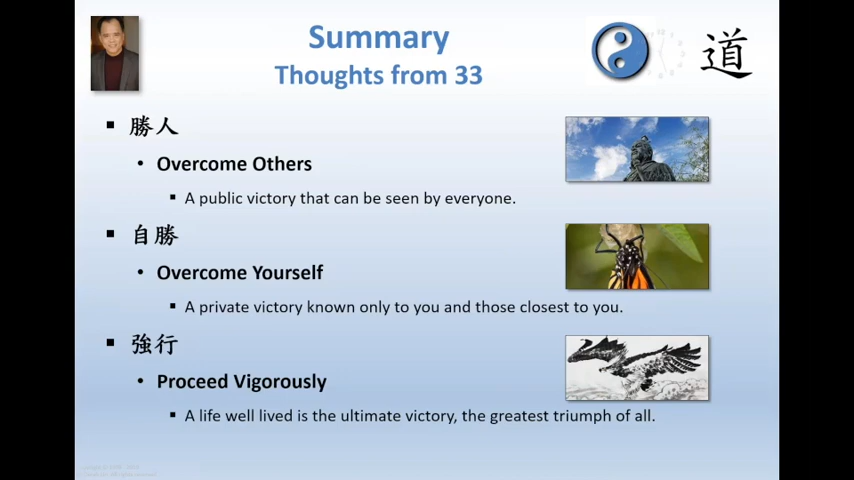 Summary
Thoughts from 33
道
勝人
Overcome Others
A public victory that can be seen by everyone.
自勝
Overcome Yourself
A private victory known only to you and those closest to you.
強行
Proceed Vigorously
A life well lived is the ultimate victory, the greatest triumph of all.